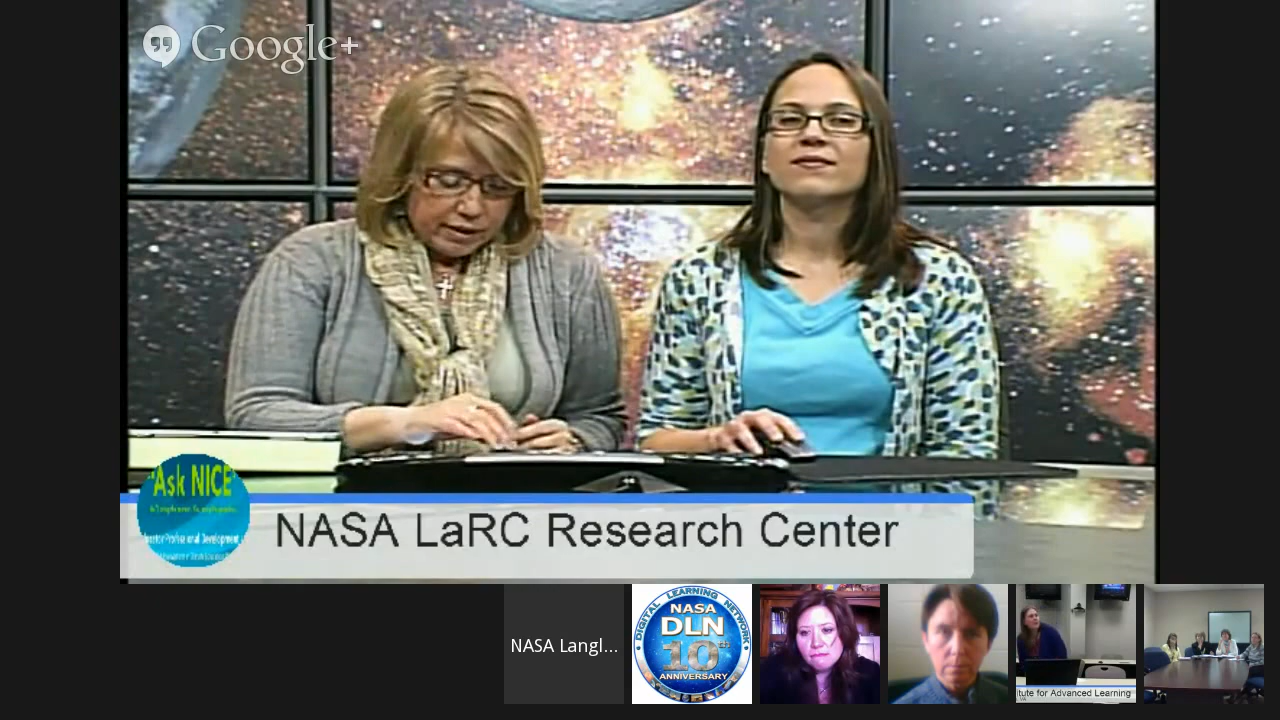 Google+
"Ask NICE"
NASA LaRC Research Center
NASA Langl...
DIGITAL LEARNING NETWORK
NASA
DLN
10th
ANNIVERSARY
itute for Advanced Learning